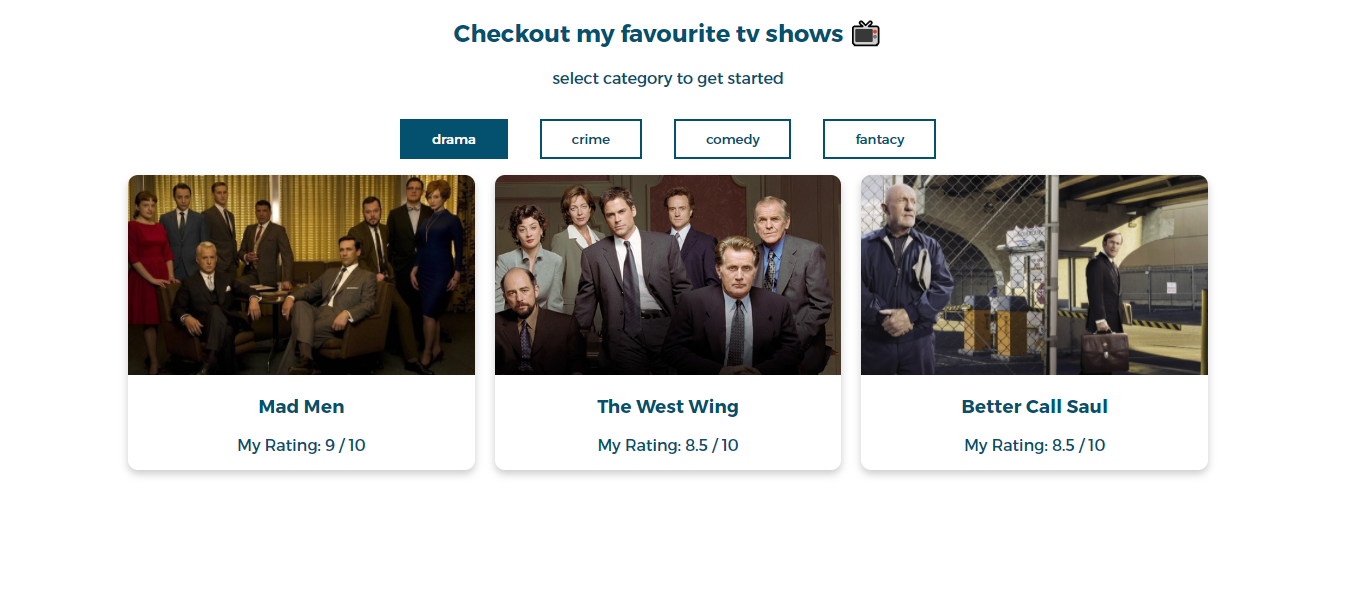 Checkout my favourite tv shows
select category to get started
drama crime comedy fantacy
Mad Men The West Wing Better Call Saul
My Rating: 9 / 10 My Rating: 8.5 / 10 My Rating: 8.5 / 10